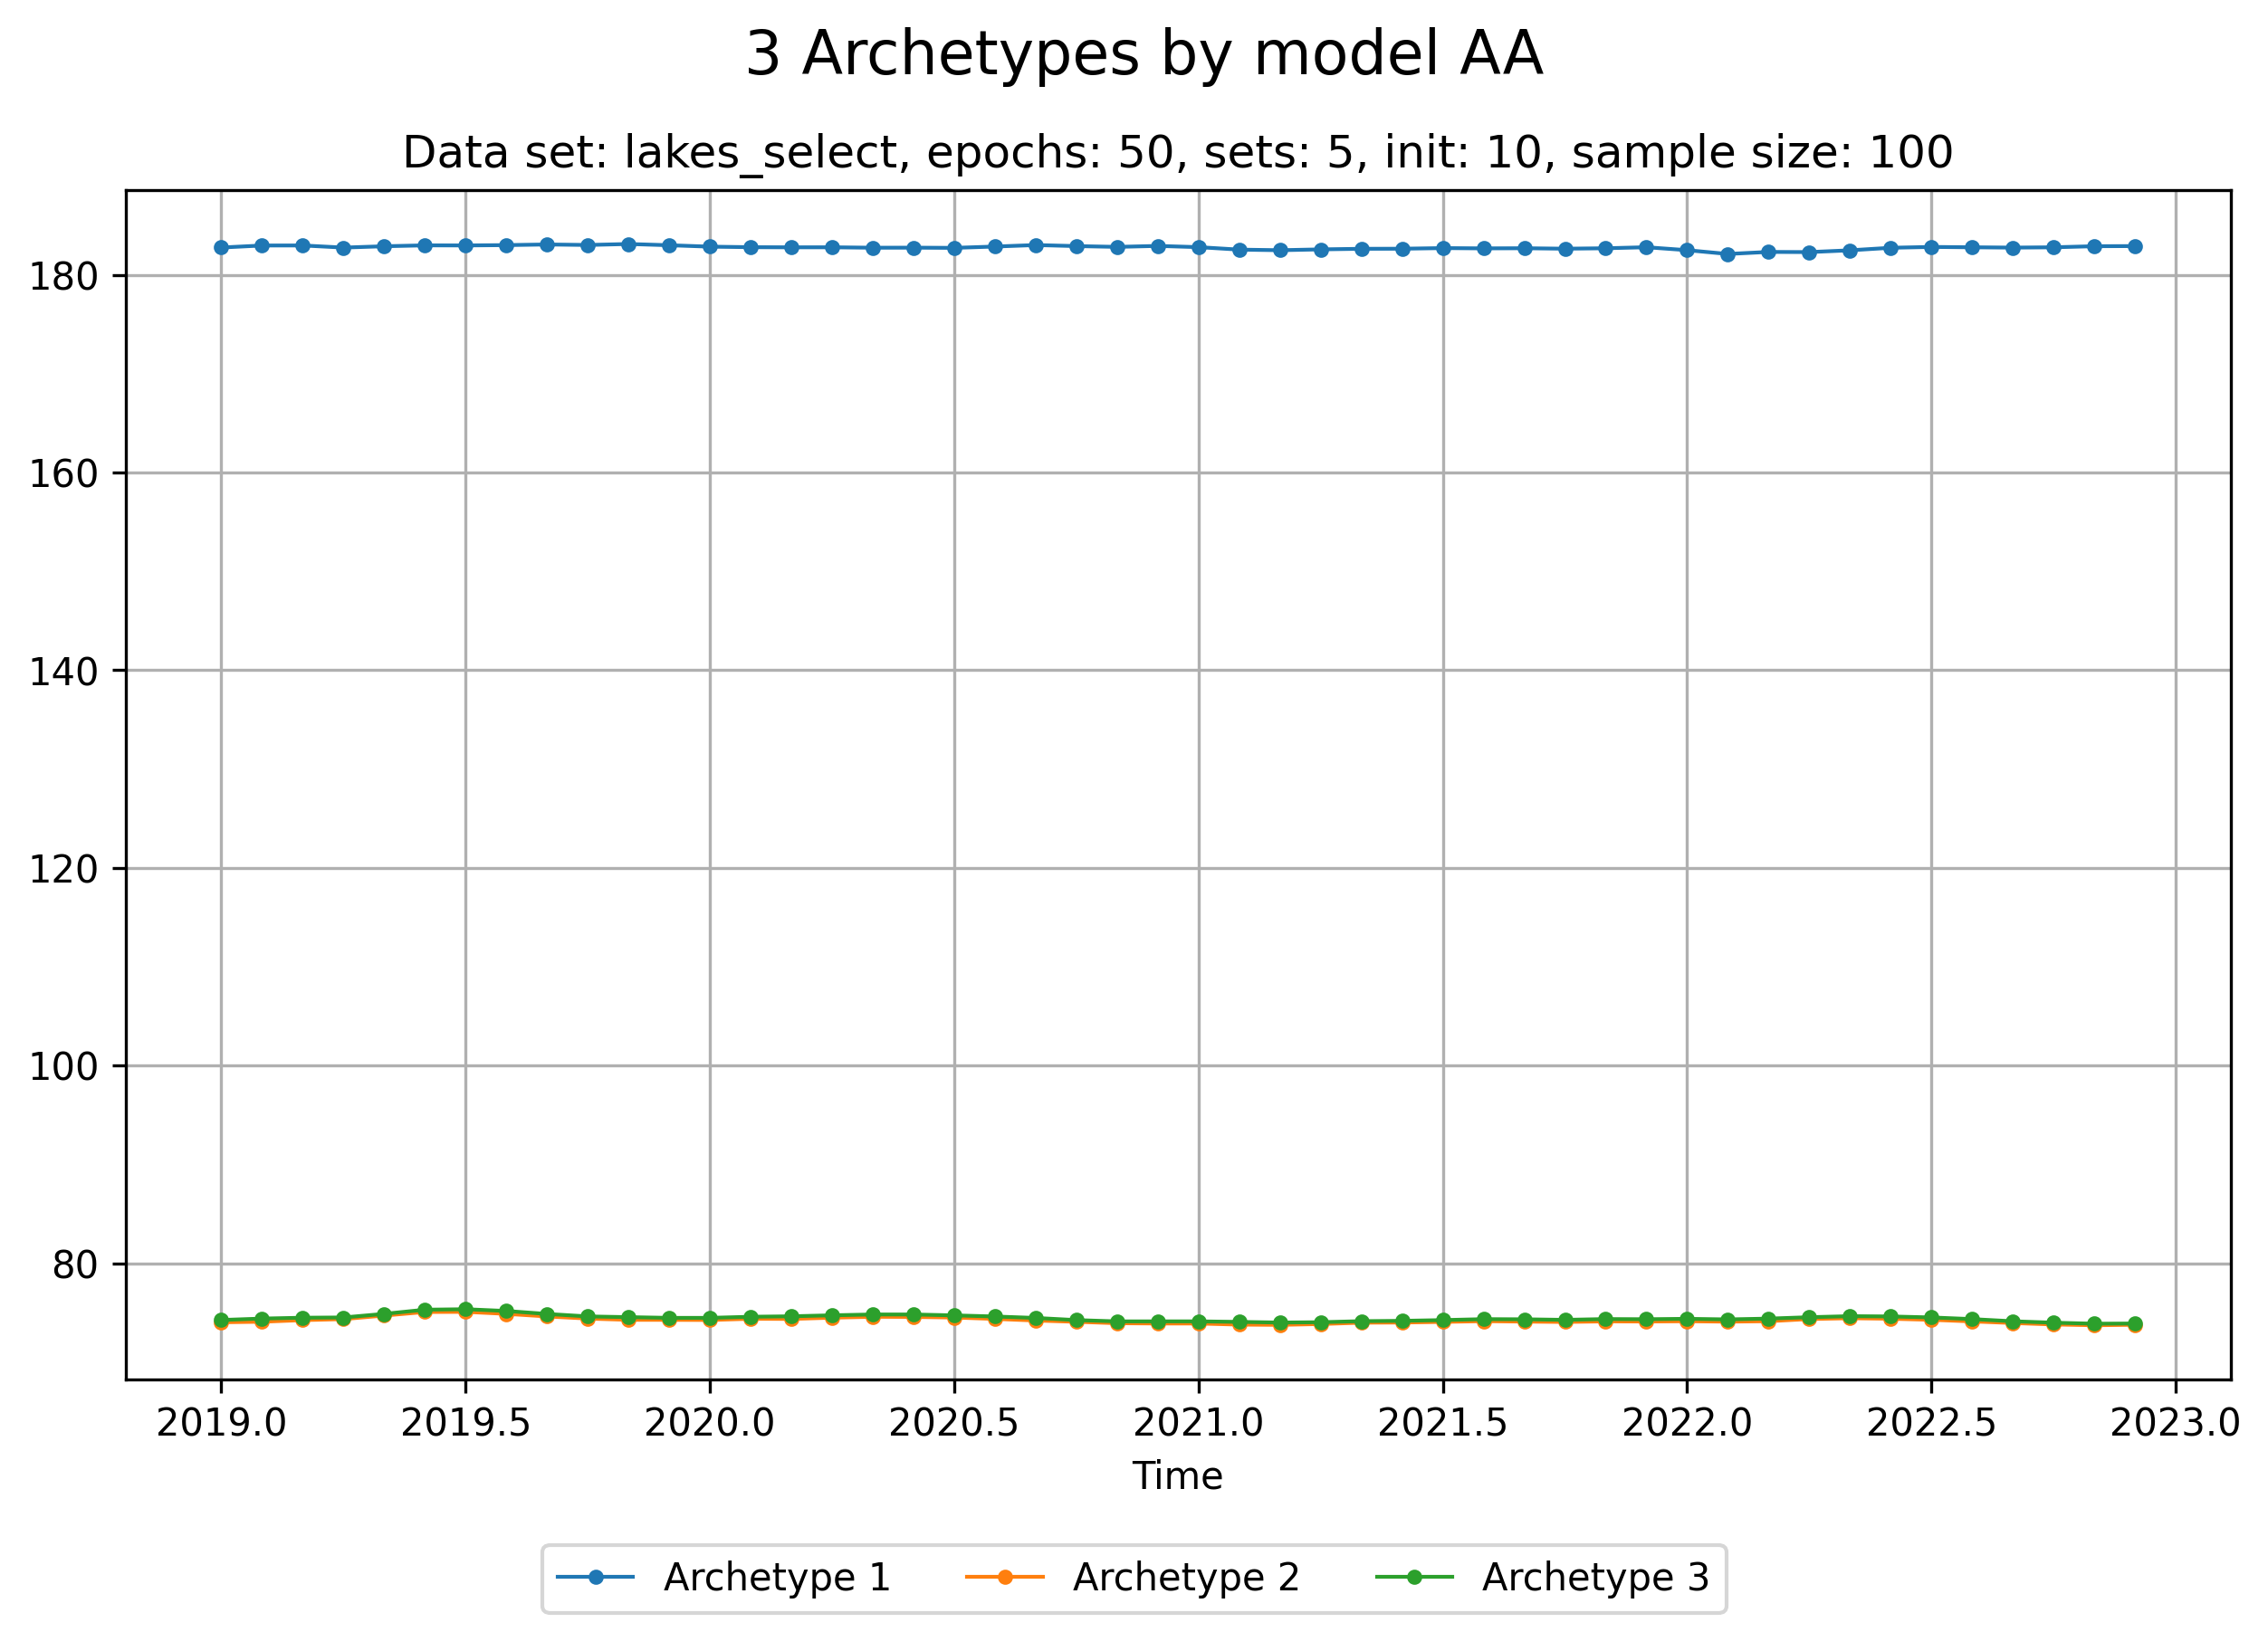 3 Archetypes by model AA
Data set: lakes_select, epochs: 50, sets: 5, init: 10, sample size: 100
180
160
140
120
100
80
2019.0 2019.5 2020.0 2020.5 2021.0 2021.5 2022.0 2022.5 2023.0
Time
Archetype 1 Archetype 2 Archetype 3